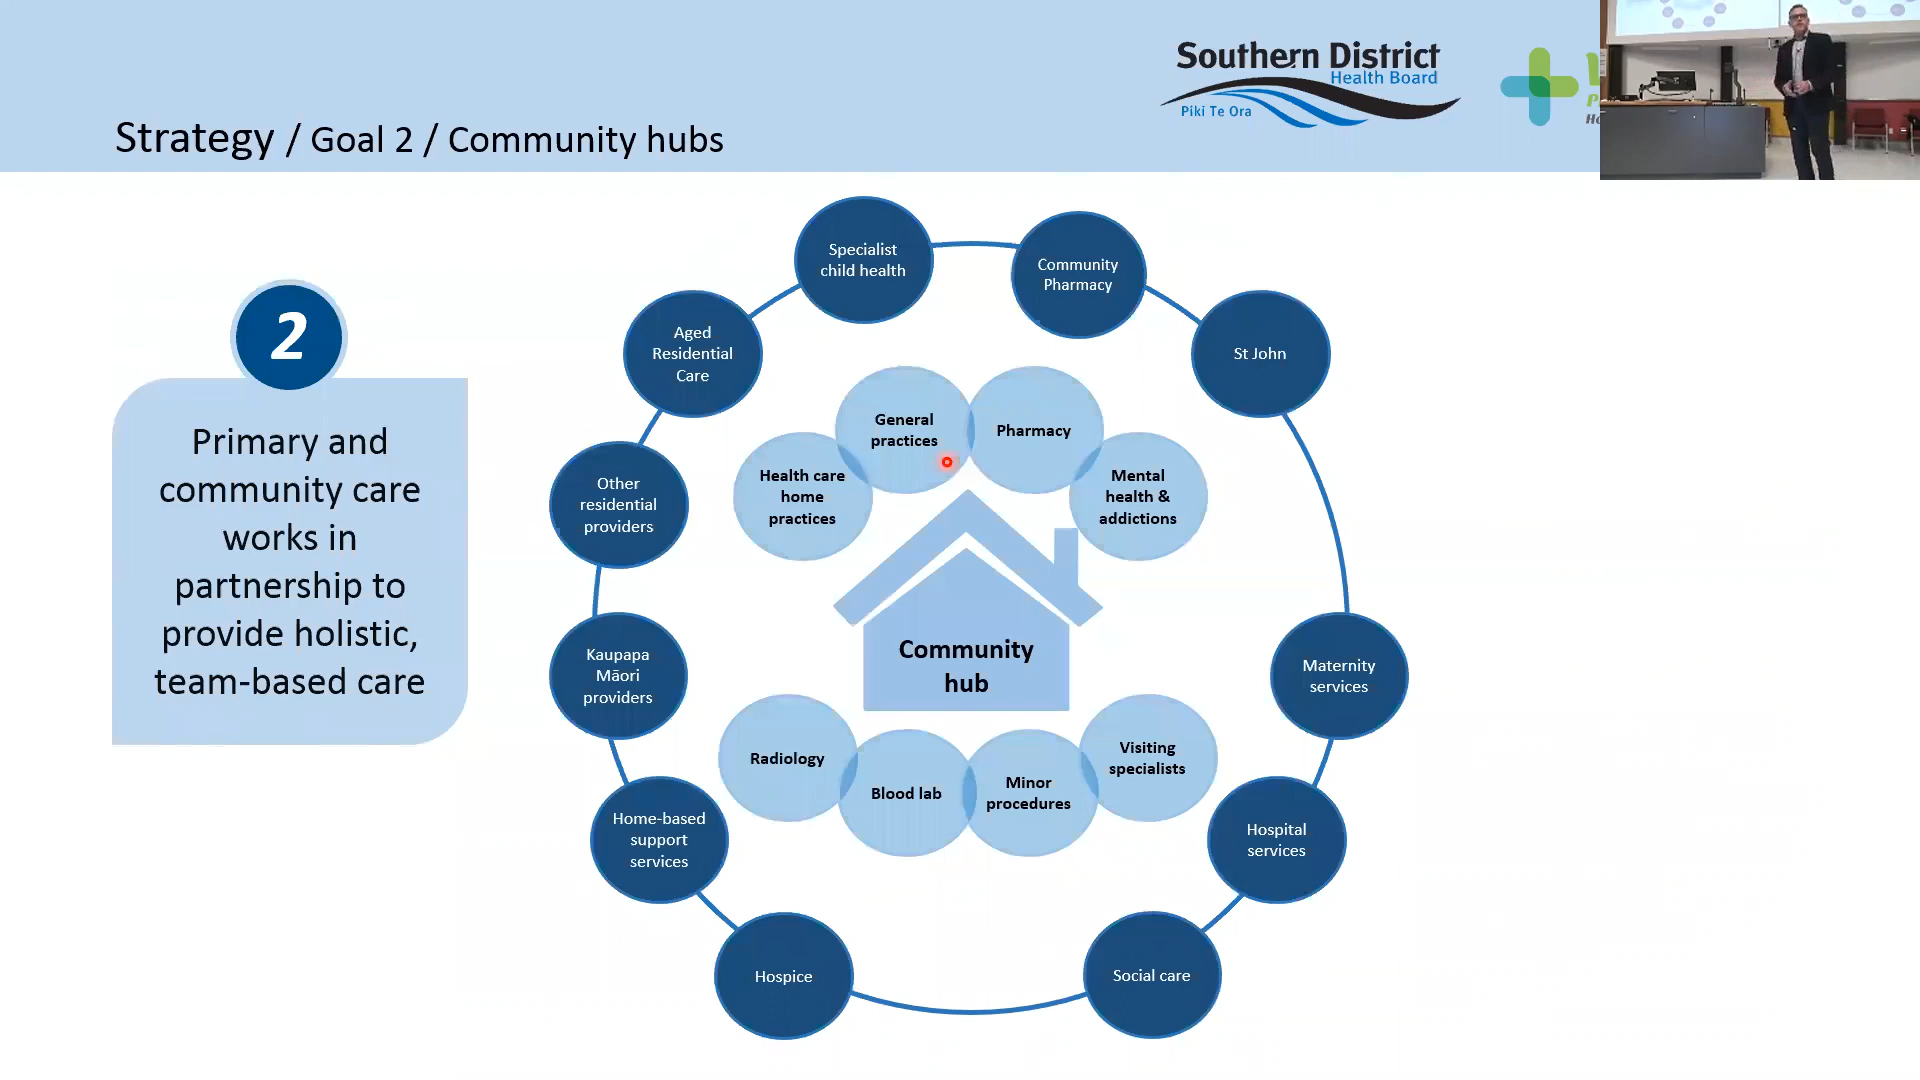 Southern District
Health Board
Piki Te Ora
Strategy / Goal 2 / Community hubs
2
Primary and
community care
works in
partnership to
provide holistic,
team-based care
Specialist
child health
Community
Pharmacy
St John
Aged
Residential
Care
Other
residential
providers
Kaupapa
Māori
providers
Home-based
support
services
Hospice
Social care
Hospital
services
Maternity
services
General
practices
Pharmacy
Health care
home
practices
Mental
health &
addictions
Community
hub
Radiology
Blood lab
Minor
procedures
Visiting
specialists